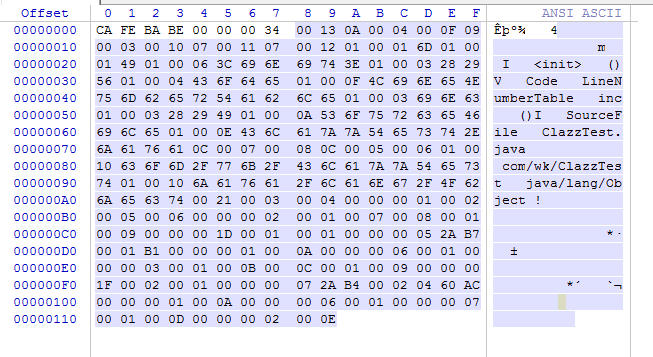 Offset 0 1 2 3 4 5 6 7 8 9 A B C D E F ANSI ASCII
00000000 CA FE BA BE 00 00 00 34 00 13 0A 00 04 00 0F 09 Êþº¾ 4
00000010 00 03 00 10 07 00 11 07 00 12 01 00 01 6D 01 00 m
00000020 01 49 01 00 06 3C 69 6E 69 74 3E 01 00 03 28 29 I <init> ()
00000030 56 01 00 04 43 6F 64 65 01 00 0F 4C 69 6E 65 4E V Code LineN
00000040 75 6D 62 65 72 54 61 62 6C 65 01 00 03 69 6E 63 umberTable inc
00000050 01 00 03 28 29 49 01 00 0A 53 6F 75 72 63 65 46 ()I SourceF
00000060 69 6C 65 01 00 0E 43 6C 61 7A 7A 54 65 73 74 2E ile ClazzTest.
00000070 6A 61 76 61 0C 00 07 00 08 0C 00 05 00 06 01 00 java
00000080 10 63 6F 6D 2F 77 6B 2F 43 6C 61 7A 7A 54 65 73 com/wk/ClazzTes
00000090 74 01 00 10 6A 61 76 61 2F 6C 61 6E 67 2F 4F 62 t java/lang/Ob
000000A0 6A 65 63 74 00 21 00 03 00 04 00 00 00 01 00 02 ject !
000000B0 00 05 00 06 00 00 00 02 00 01 00 07 00 08 00 01
000000C0 00 09 00 00 00 1D 00 01 00 01 00 00 00 05 2A B7 *·
000000D0 00 01 B1 00 00 00 01 00 0A 00 00 00 06 00 01 00 ±
000000E0 00 00 03 00 01 00 0B 00 0C 00 01 00 09 00 00 00
000000F0 1F 00 02 00 01 00 00 00 07 2A B4 00 02 04 60 AC *´ `¬
00000100 00 00 00 01 00 0A 00 00 00 06 00 01 00 00 00 07
00000110 00 01 00 0D 00 00 00 02 00 0E